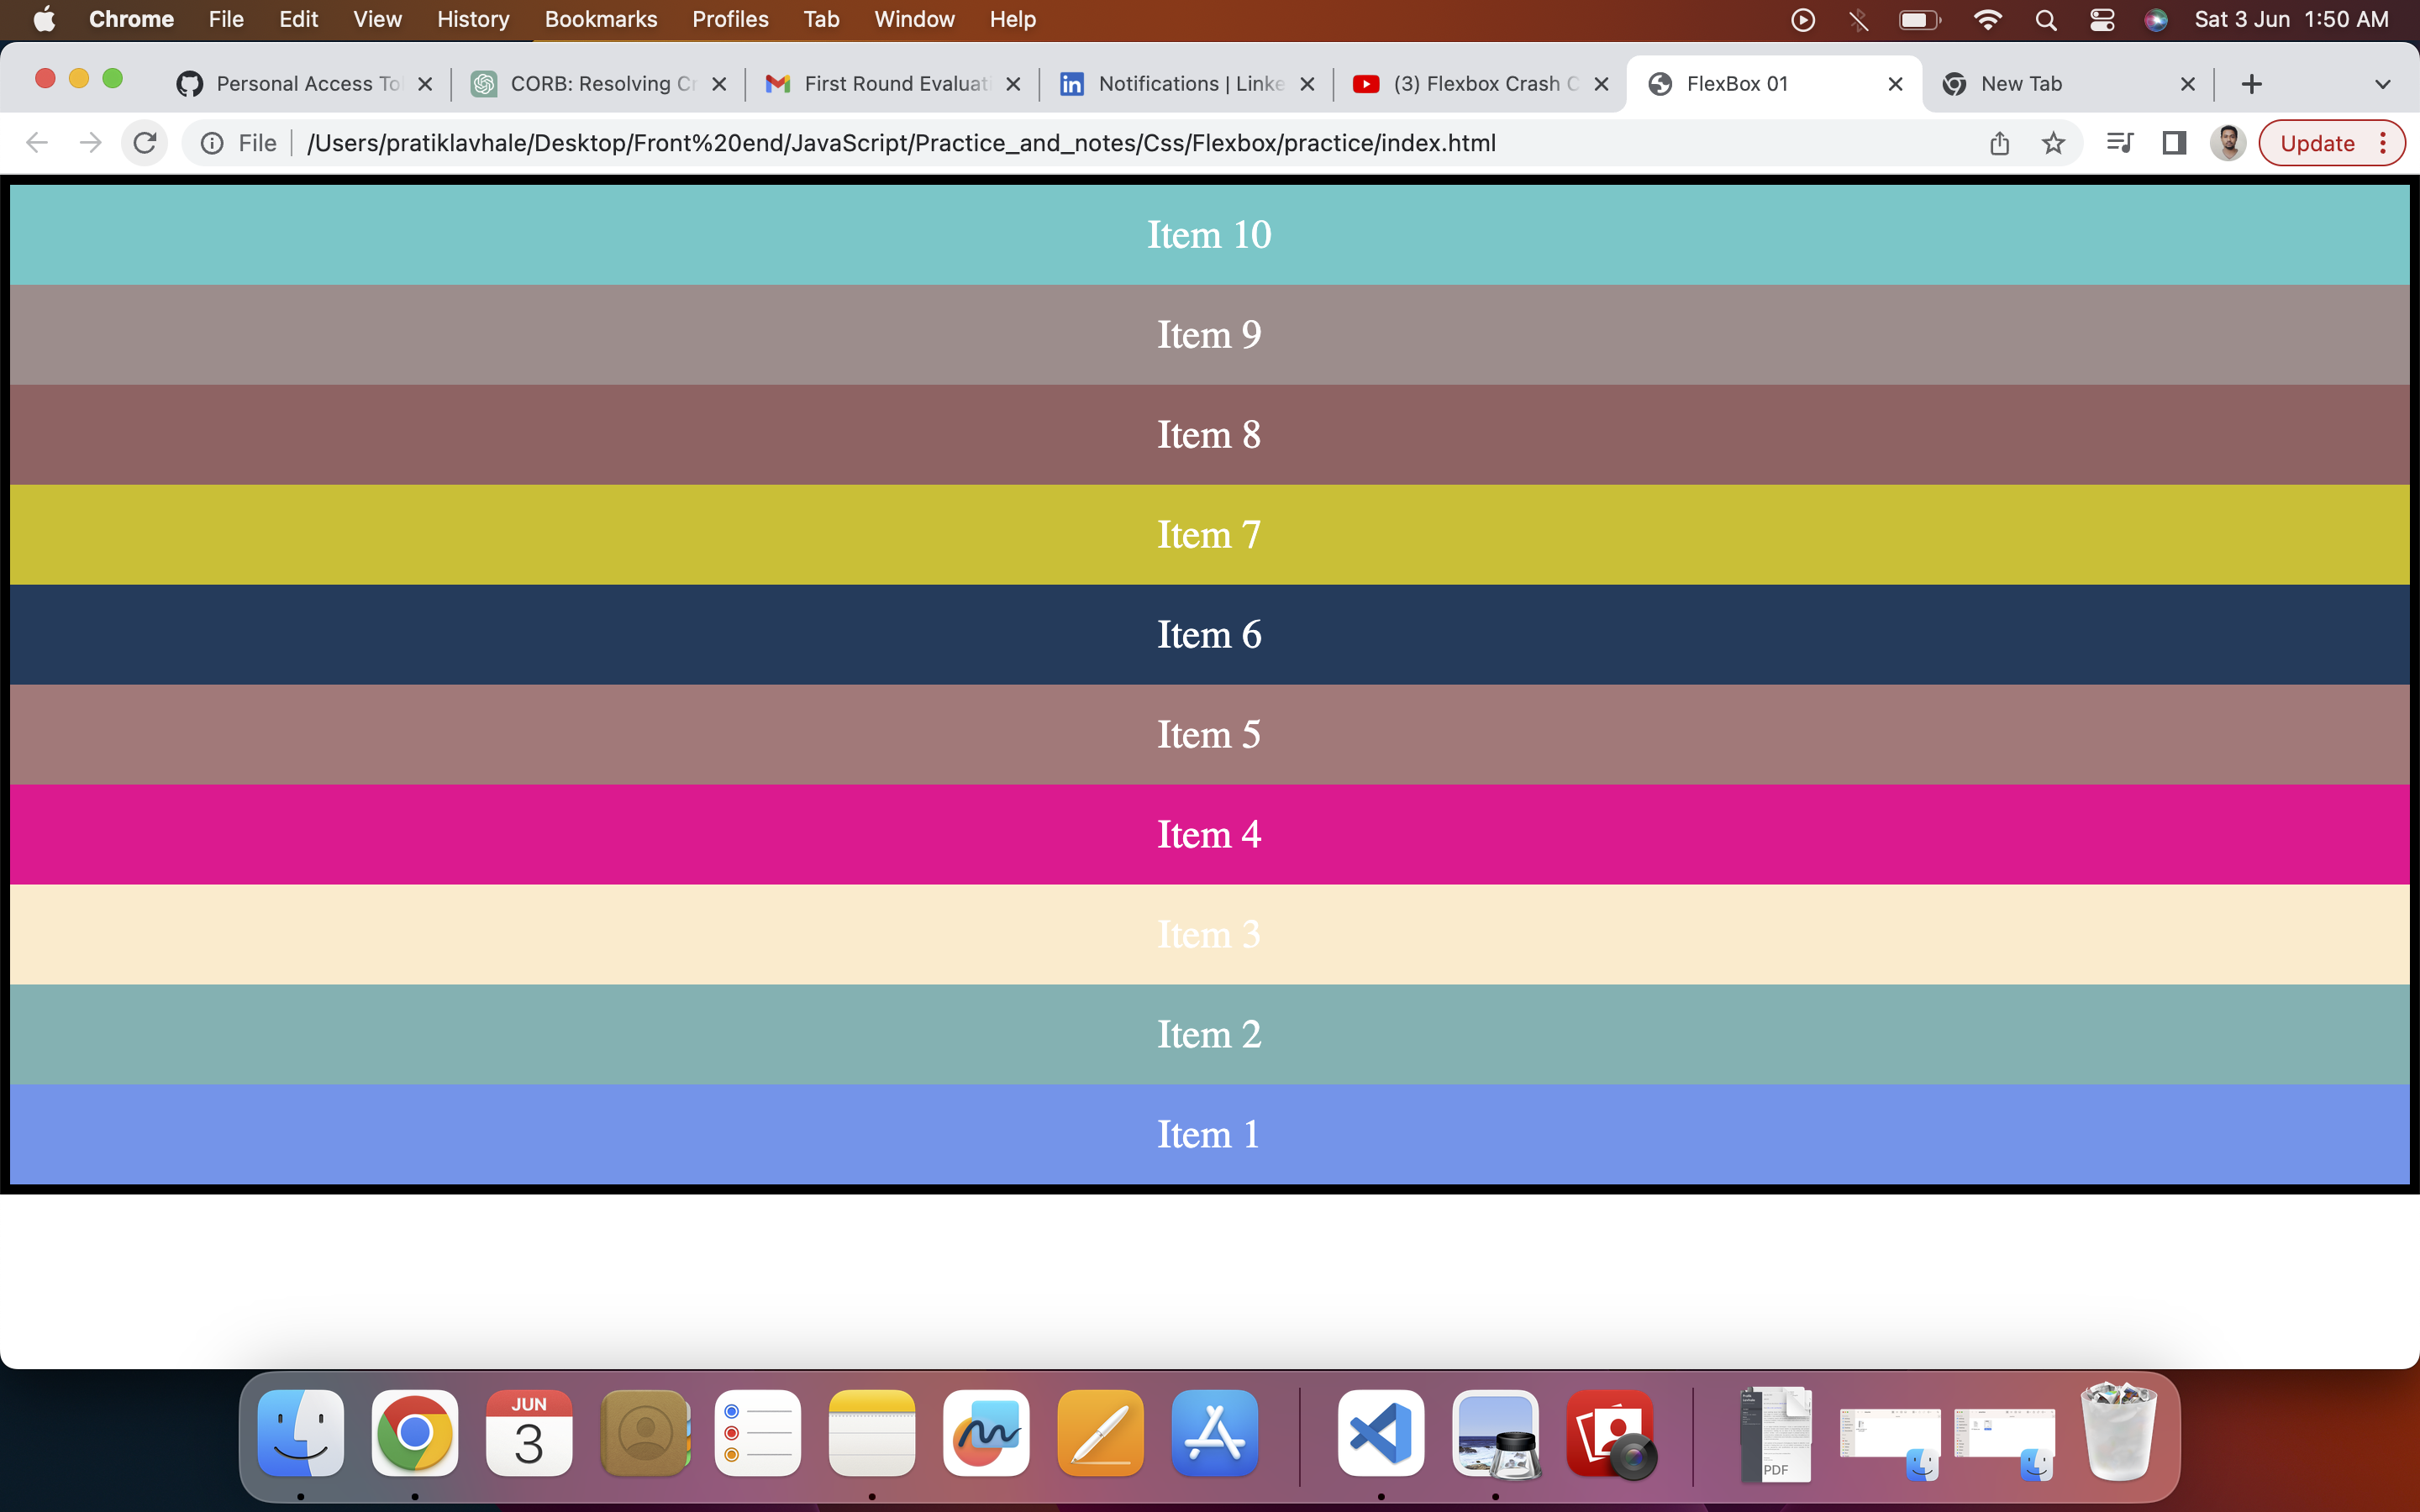 Chrome File Edit View History Bookmarks Profiles Tab Window Help Sat 3 Jun 1:50 AM
Personal Access To CORB: Resolving Cr First Round Evaluati Notifications | Linke (3) Flexbox Crash C FlexBox 01 New Tab
File /Users/pratiklavhale/Desktop/Front%20end/JavaScript/Practice_and_notes/Css/Flexbox/practice/index.html Update
Item 10
Item 9
Item 8
Item 7
Item 6
Item 5
Item 4
Item 3
Item 2
Item 1
JUN
3
PDF